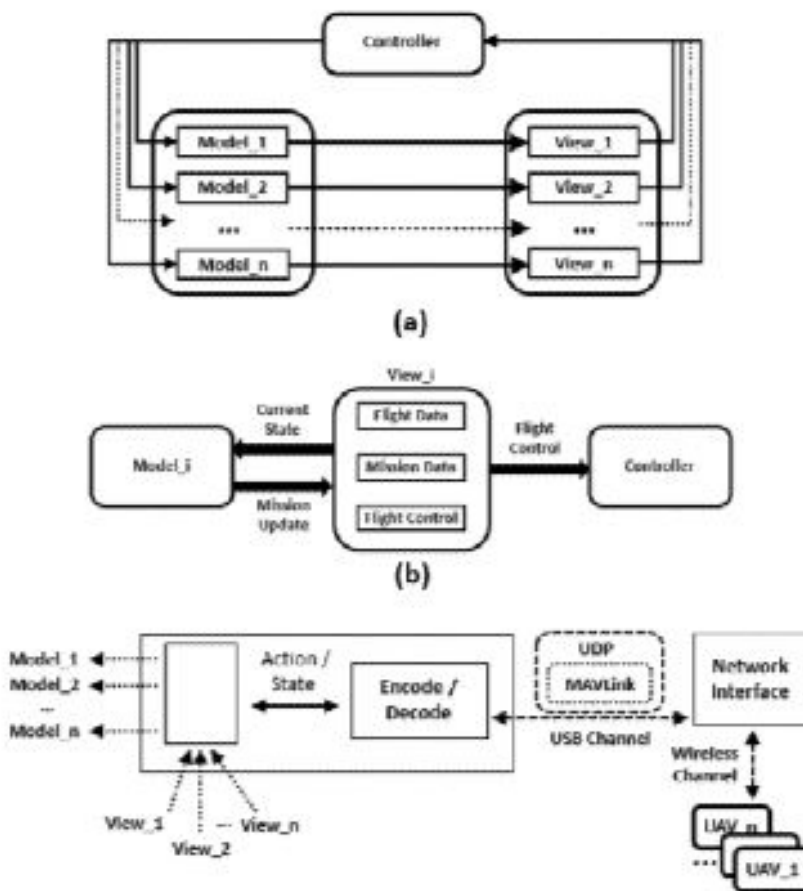 Controller
Model_1
View_1
Model_2
View_2
...
...
Model_n
View_n
(a)
View_i
Current
State
Flight Data
Flight
Control
Model_i
Mission Data
Controller
Mission
Update
Flight Control
(b)
Model_1
Model_2
...
Model_n
Action /
State
Encode /
Decode
UDP
MAVLink
USB Channel
Network
Interface
Wireless
Channel
View_1
...
View_n
View_2
UAV_n
...
UAV_1